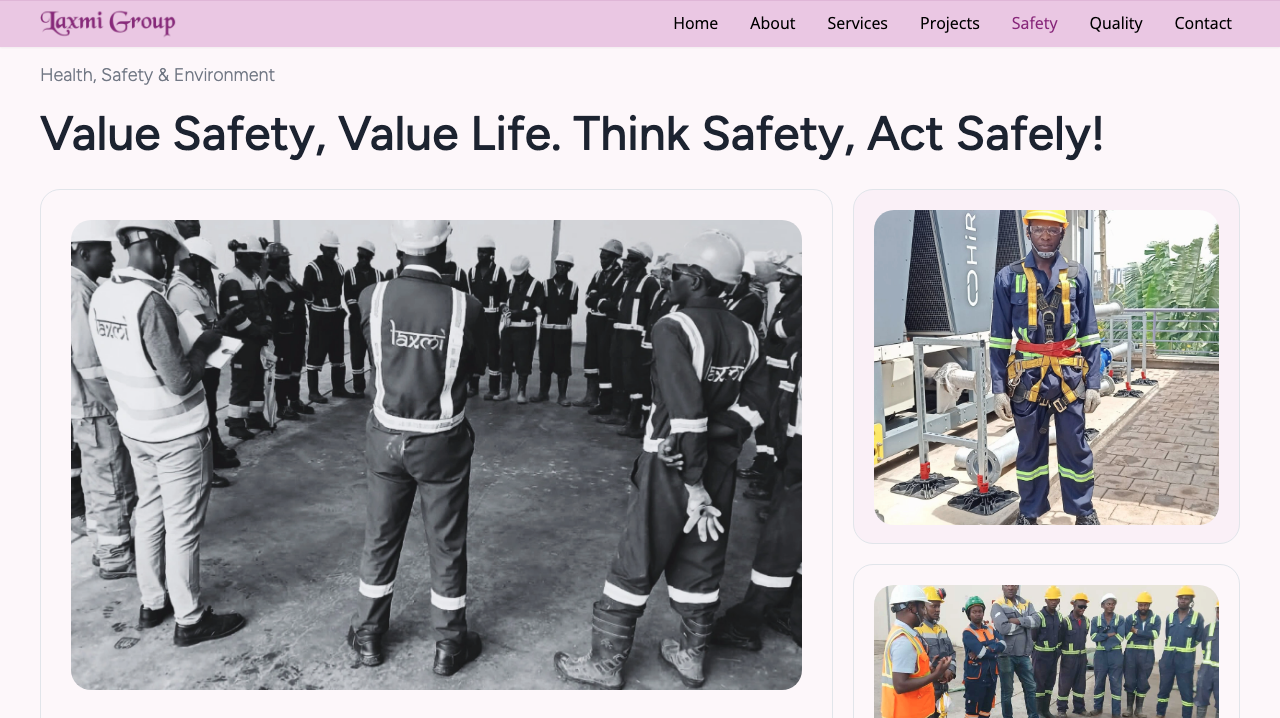 Laxmi Group
Home About Services Projects Safety Quality Contact
Health, Safety & Environment
Value Safety, Value Life. Think Safety, Act Safely!
laxmi
laxmi
laxmi